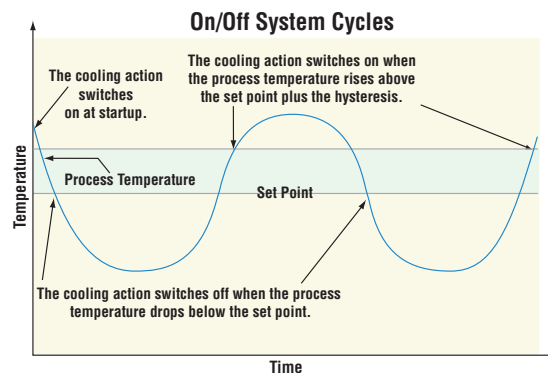 On/Off System Cycles
The cooling action
switches
on at startup.
The cooling action switches on when
the process temperature rises above
the set point plus the hysteresis.
Process Temperature
Set Point
The cooling action switches off when the process
temperature drops below the set point.
Temperature
Time